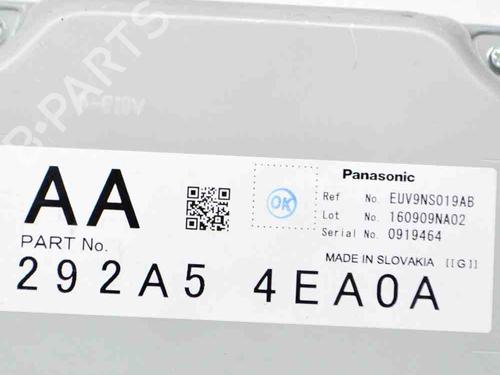 B-PARTS
AA
OK
Panasonic
Ref No. EUV9NS019AB
Lot No. 160909NA02
Serial No. 0919464
PART No.
MADE IN SLOVAKIA [[G]]
292A5 4EA0A